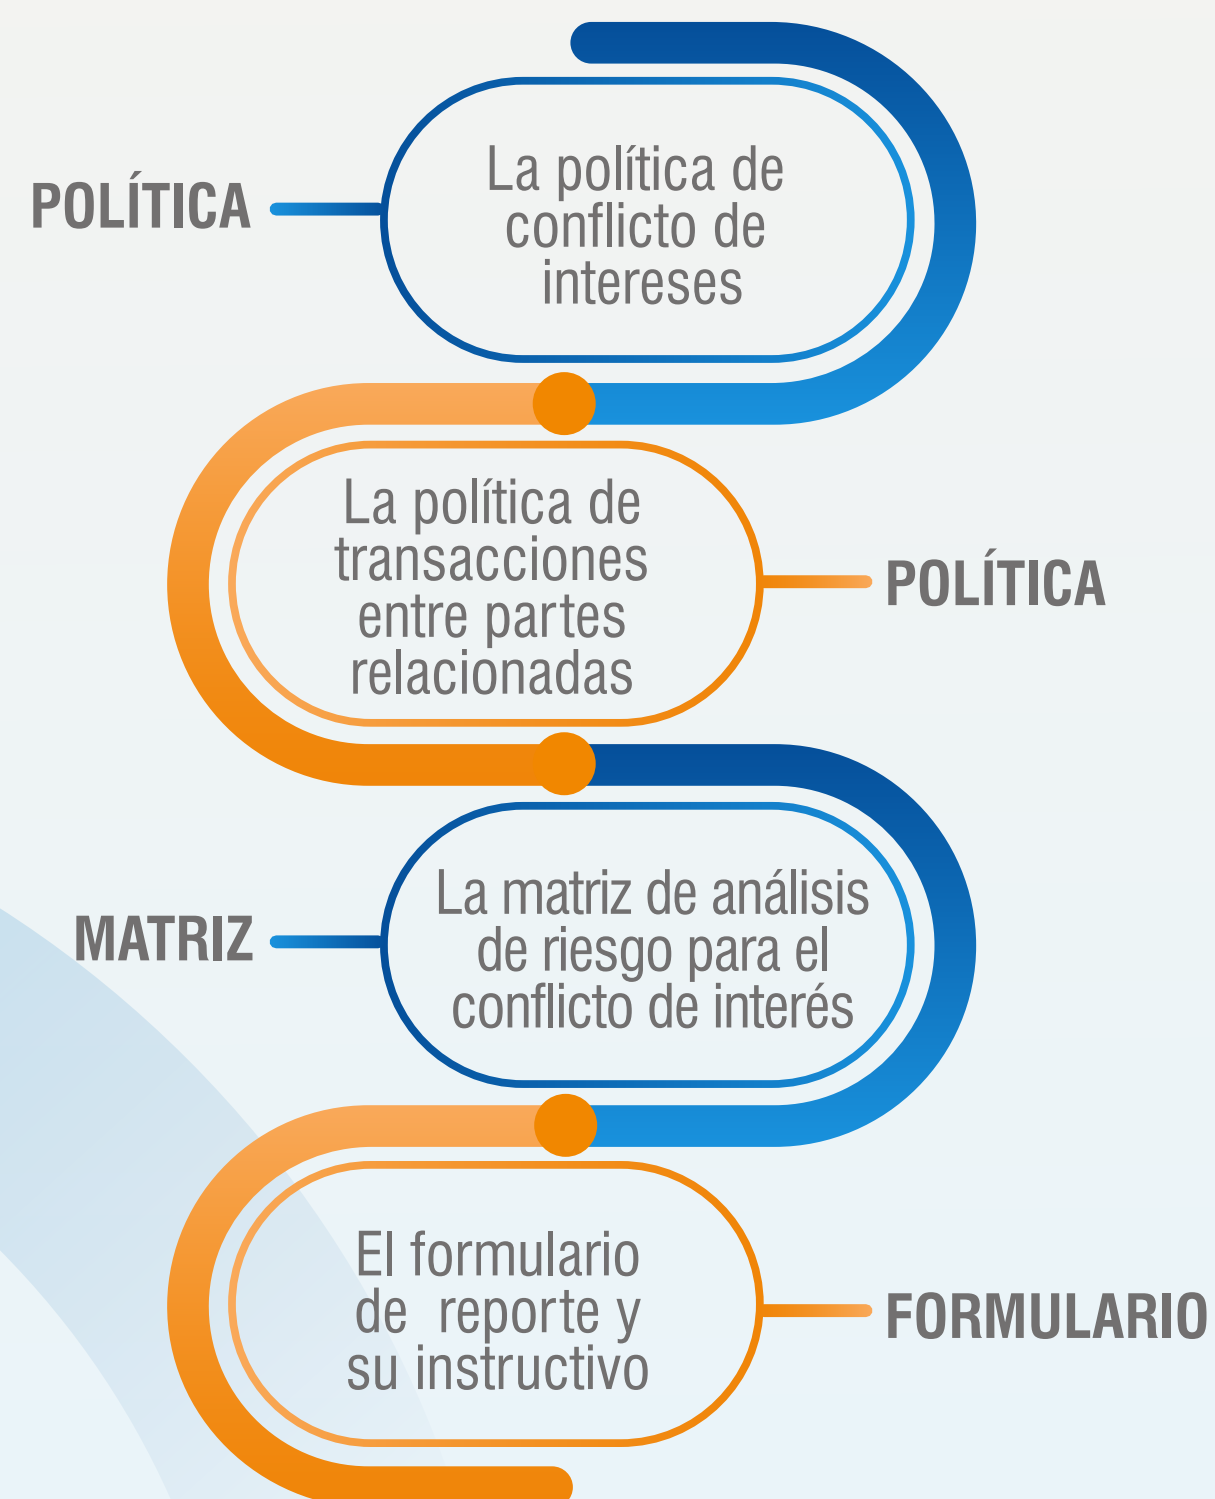 POLÍTICA
La política de
conflicto de
intereses
La política de
transacciones
entre partes
relacionadas
POLÍTICA
MATRIZ
La matriz de análisis
de riesgo para el
conflicto de interés
El formulario
de reporte y
su instructivo
FORMULARIO